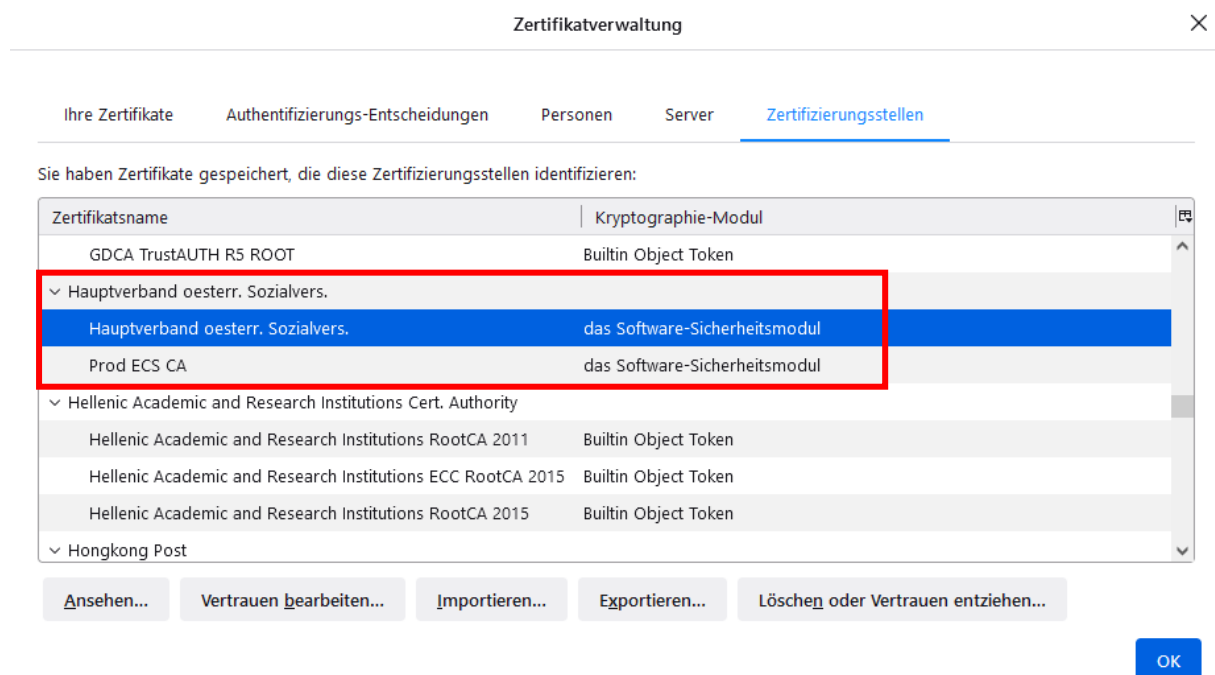 Zertifikatverwaltung
Ihre Zertifikate Authentifizierungs-Entscheidungen Personen Server Zertifizierungsstellen
Sie haben Zertifikate gespeichert, die diese Zertifizierungsstellen identifizieren:
Zertifikatsname Kryptographie-Modul
GDCA TrustAUTH R5 ROOT Builtin Object Token
Hauptverband oesterr. Sozialvers.
Hauptverband oesterr. Sozialvers. das Software-Sicherheitsmodul
Prod ECS CA das Software-Sicherheitsmodul
Hellenic Academic and Research Institutions Cert. Authority
Hellenic Academic and Research Institutions RootCA 2011 Builtin Object Token
Hellenic Academic and Research Institutions ECC RootCA 2015 Builtin Object Token
Hellenic Academic and Research Institutions RootCA 2015 Builtin Object Token
Hongkong Post
Ansehen... Vertrauen bearbeiten... Importieren... Exportieren... Löschen oder Vertrauen entziehen...
OK